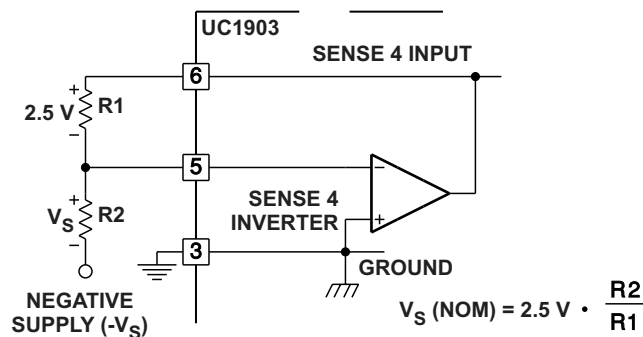 UC1903
SENSE 4 INPUT
6
+
2.5 V
R1
−
5
−
+
V_S
R2
−
SENSE 4
INVERTER
+
3
GROUND
NEGATIVE
SUPPLY (-V_S)
V_S (NOM) = 2.5 V • R2/R1